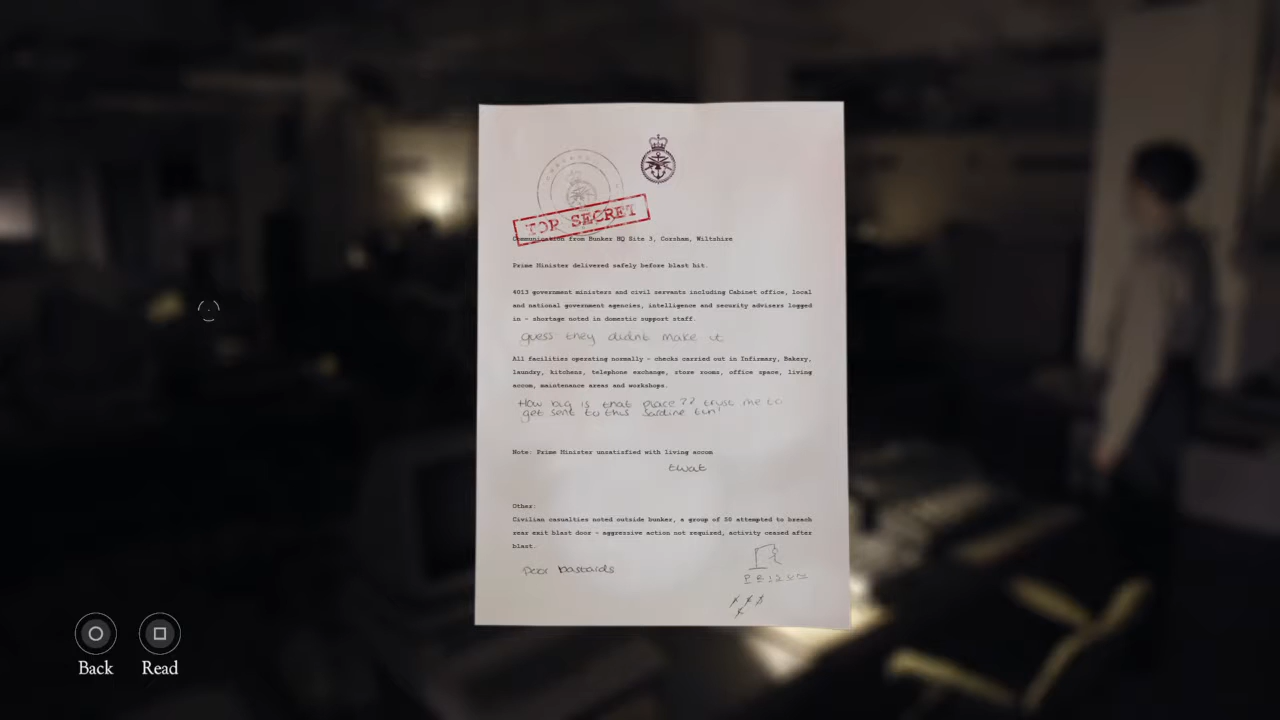 TOP SECRET
Communication from Bunker HQ Site 3, Corsham, Wiltshire
Prime Minister delivered safely before blast hit.
4013 government ministers and civil servants including Cabinet office, local
and national government agencies, intelligence and security advisers logged
in - shortage noted in domestic support staff.
guess they didnt make it
All facilities operating normally - checks carried out in Infirmary, Bakery,
laundry, kitchens, telephone exchange, store rooms, office space, living
accom, maintenance areas and workshops.
How big is that place?? trust me to
get sent to this sardine tin!
Note: Prime Minister unsatisfied with living accom
twat
Other:
Civilian casualties noted outside bunker, a group of 50 attempted to breach
rear exit blast door - aggressive action not required, activity ceased after
blast.
Poor bastards
Back
Read